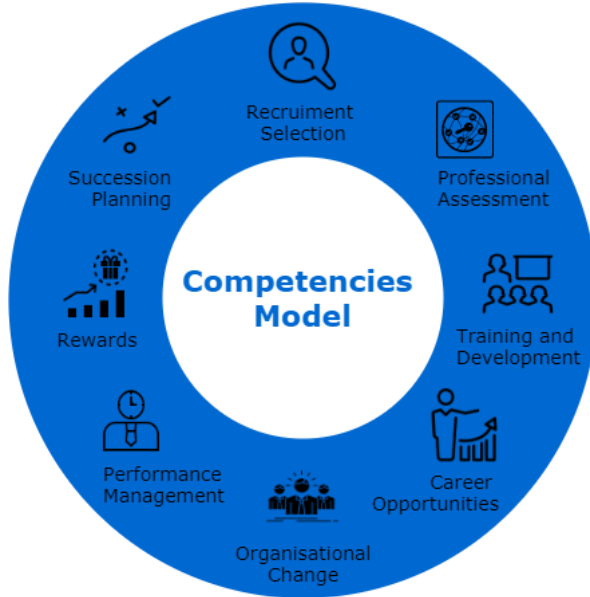 Recruiment
Selection
Professional
Assessment
Training and
Development
Career
Opportunities
Organisational
Change
Performance
Management
Rewards
Succession
Planning
Competencies
Model